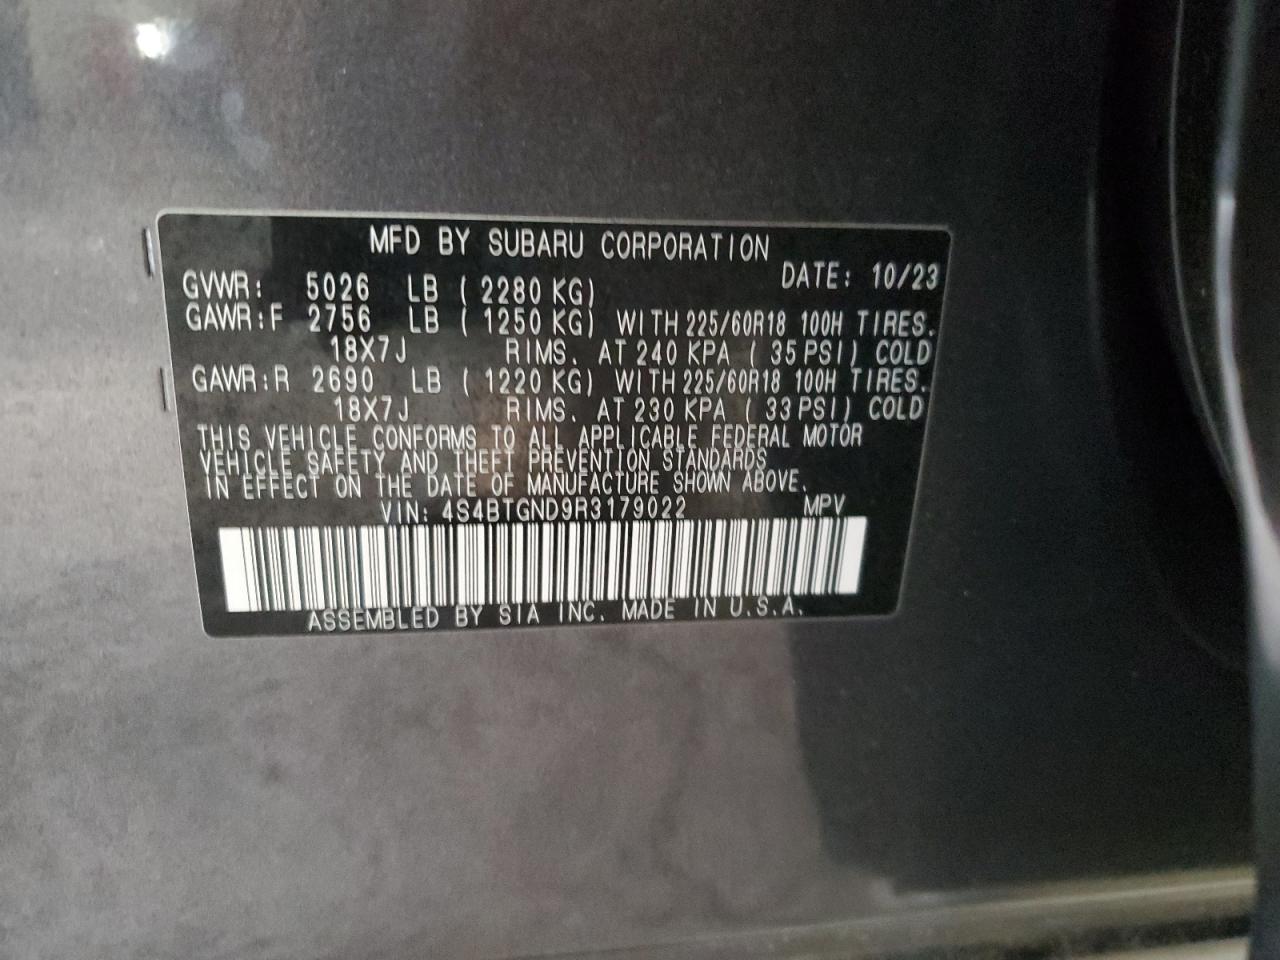 MFD BY SUBARU CORPORATION
DATE: 10/23
GVWR: 5026 LB ( 2280 KG)
GAWR:F 2756 LB ( 1250 KG) WITH 225/60R18 100H TIRES.
18X7J RIMS. AT 240 KPA ( 35 PSI) COLD
GAWR:R 2690 LB ( 1220 KG) WITH 225/60R18 100H TIRES.
18X7J RIMS. AT 230 KPA ( 33 PSI) COLD
THIS VEHICLE CONFORMS TO ALL APPLICABLE FEDERAL MOTOR
VEHICLE SAFETY AND THEFT PREVENTION STANDARDS
IN EFFECT ON THE DATE OF MANUFACTURE SHOWN ABOVE.
VIN: 4S4BTGND9R3179022 MPV
ASSEMBLED BY SIA INC. MADE IN U.S.A.